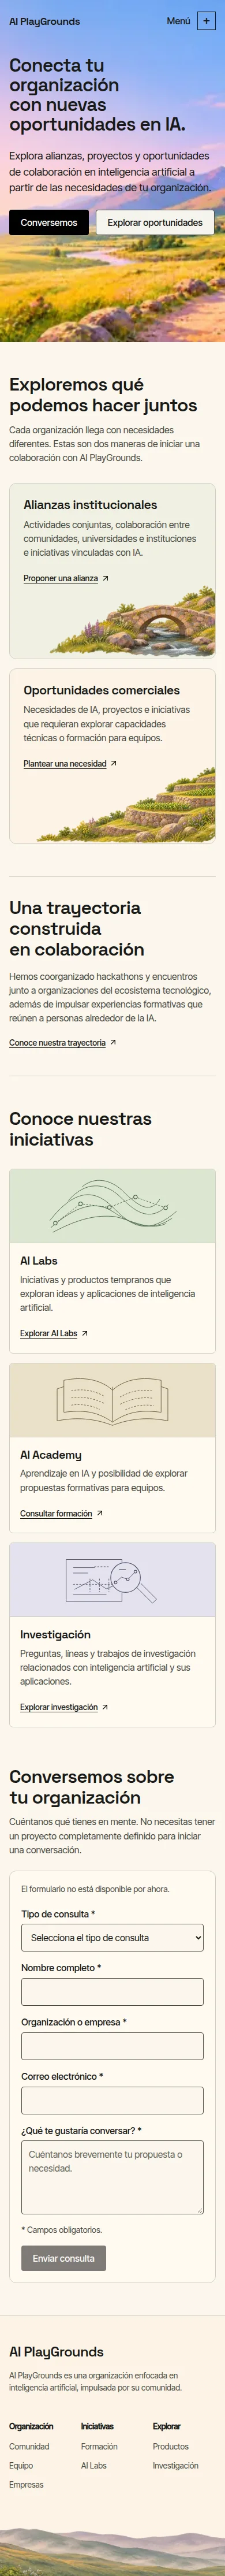 AI PlayGrounds
Menú
Conecta tu
organización
con nuevas
oportunidades en IA.
Explora alianzas, proyectos y oportunidades
de colaboración en inteligencia artificial a
partir de las necesidades de tu organización.
Conversemos
Explorar oportunidades
Exploremos qué
podemos hacer juntos
Cada organización llega con necesidades
diferentes. Estas son dos maneras de iniciar una
colaboración con AI PlayGrounds.
Alianzas institucionales
Actividades conjuntas, colaboración entre
comunidades, universidades e instituciones
e iniciativas vinculadas con IA.
Proponer una alianza
Oportunidades comerciales
Necesidades de IA, proyectos e iniciativas
que requieran explorar capacidades
técnicas o formación para equipos.
Plantear una necesidad
Una trayectoria
construida
en colaboración
Hemos coorganizado hackathons y encuentros
junto a organizaciones del ecosistema tecnológico,
además de impulsar experiencias formativas que
reúnen a personas alrededor de la IA.
Conoce nuestra trayectoria
Conoce nuestras
iniciativas
AI Labs
Iniciativas y productos tempranos que
exploran ideas y aplicaciones de inteligencia
artificial.
Explorar AI Labs
AI Academy
Aprendizaje en IA y posibilidad de explorar
propuestas formativas para equipos.
Consultar formación
Investigación
Preguntas, líneas y trabajos de investigación
relacionados con inteligencia artificial y sus
aplicaciones.
Explorar investigación
Conversemos sobre
tu organización
Cuéntanos qué tienes en mente. No necesitas tener
un proyecto completamente definido para iniciar
una conversación.
El formulario no está disponible por ahora.
Tipo de consulta *
Selecciona el tipo de consulta
Nombre completo *
Organización o empresa *
Correo electrónico *
¿Qué te gustaría conversar? *
Cuéntanos brevemente tu propuesta o
necesidad.
* Campos obligatorios.
Enviar consulta
AI PlayGrounds
AI PlayGrounds es una organización enfocada en
inteligencia artificial, impulsada por su comunidad.
Organización
Comunidad
Equipo
Empresas
Iniciativas
Formación
AI Labs
Explorar
Productos
Investigación